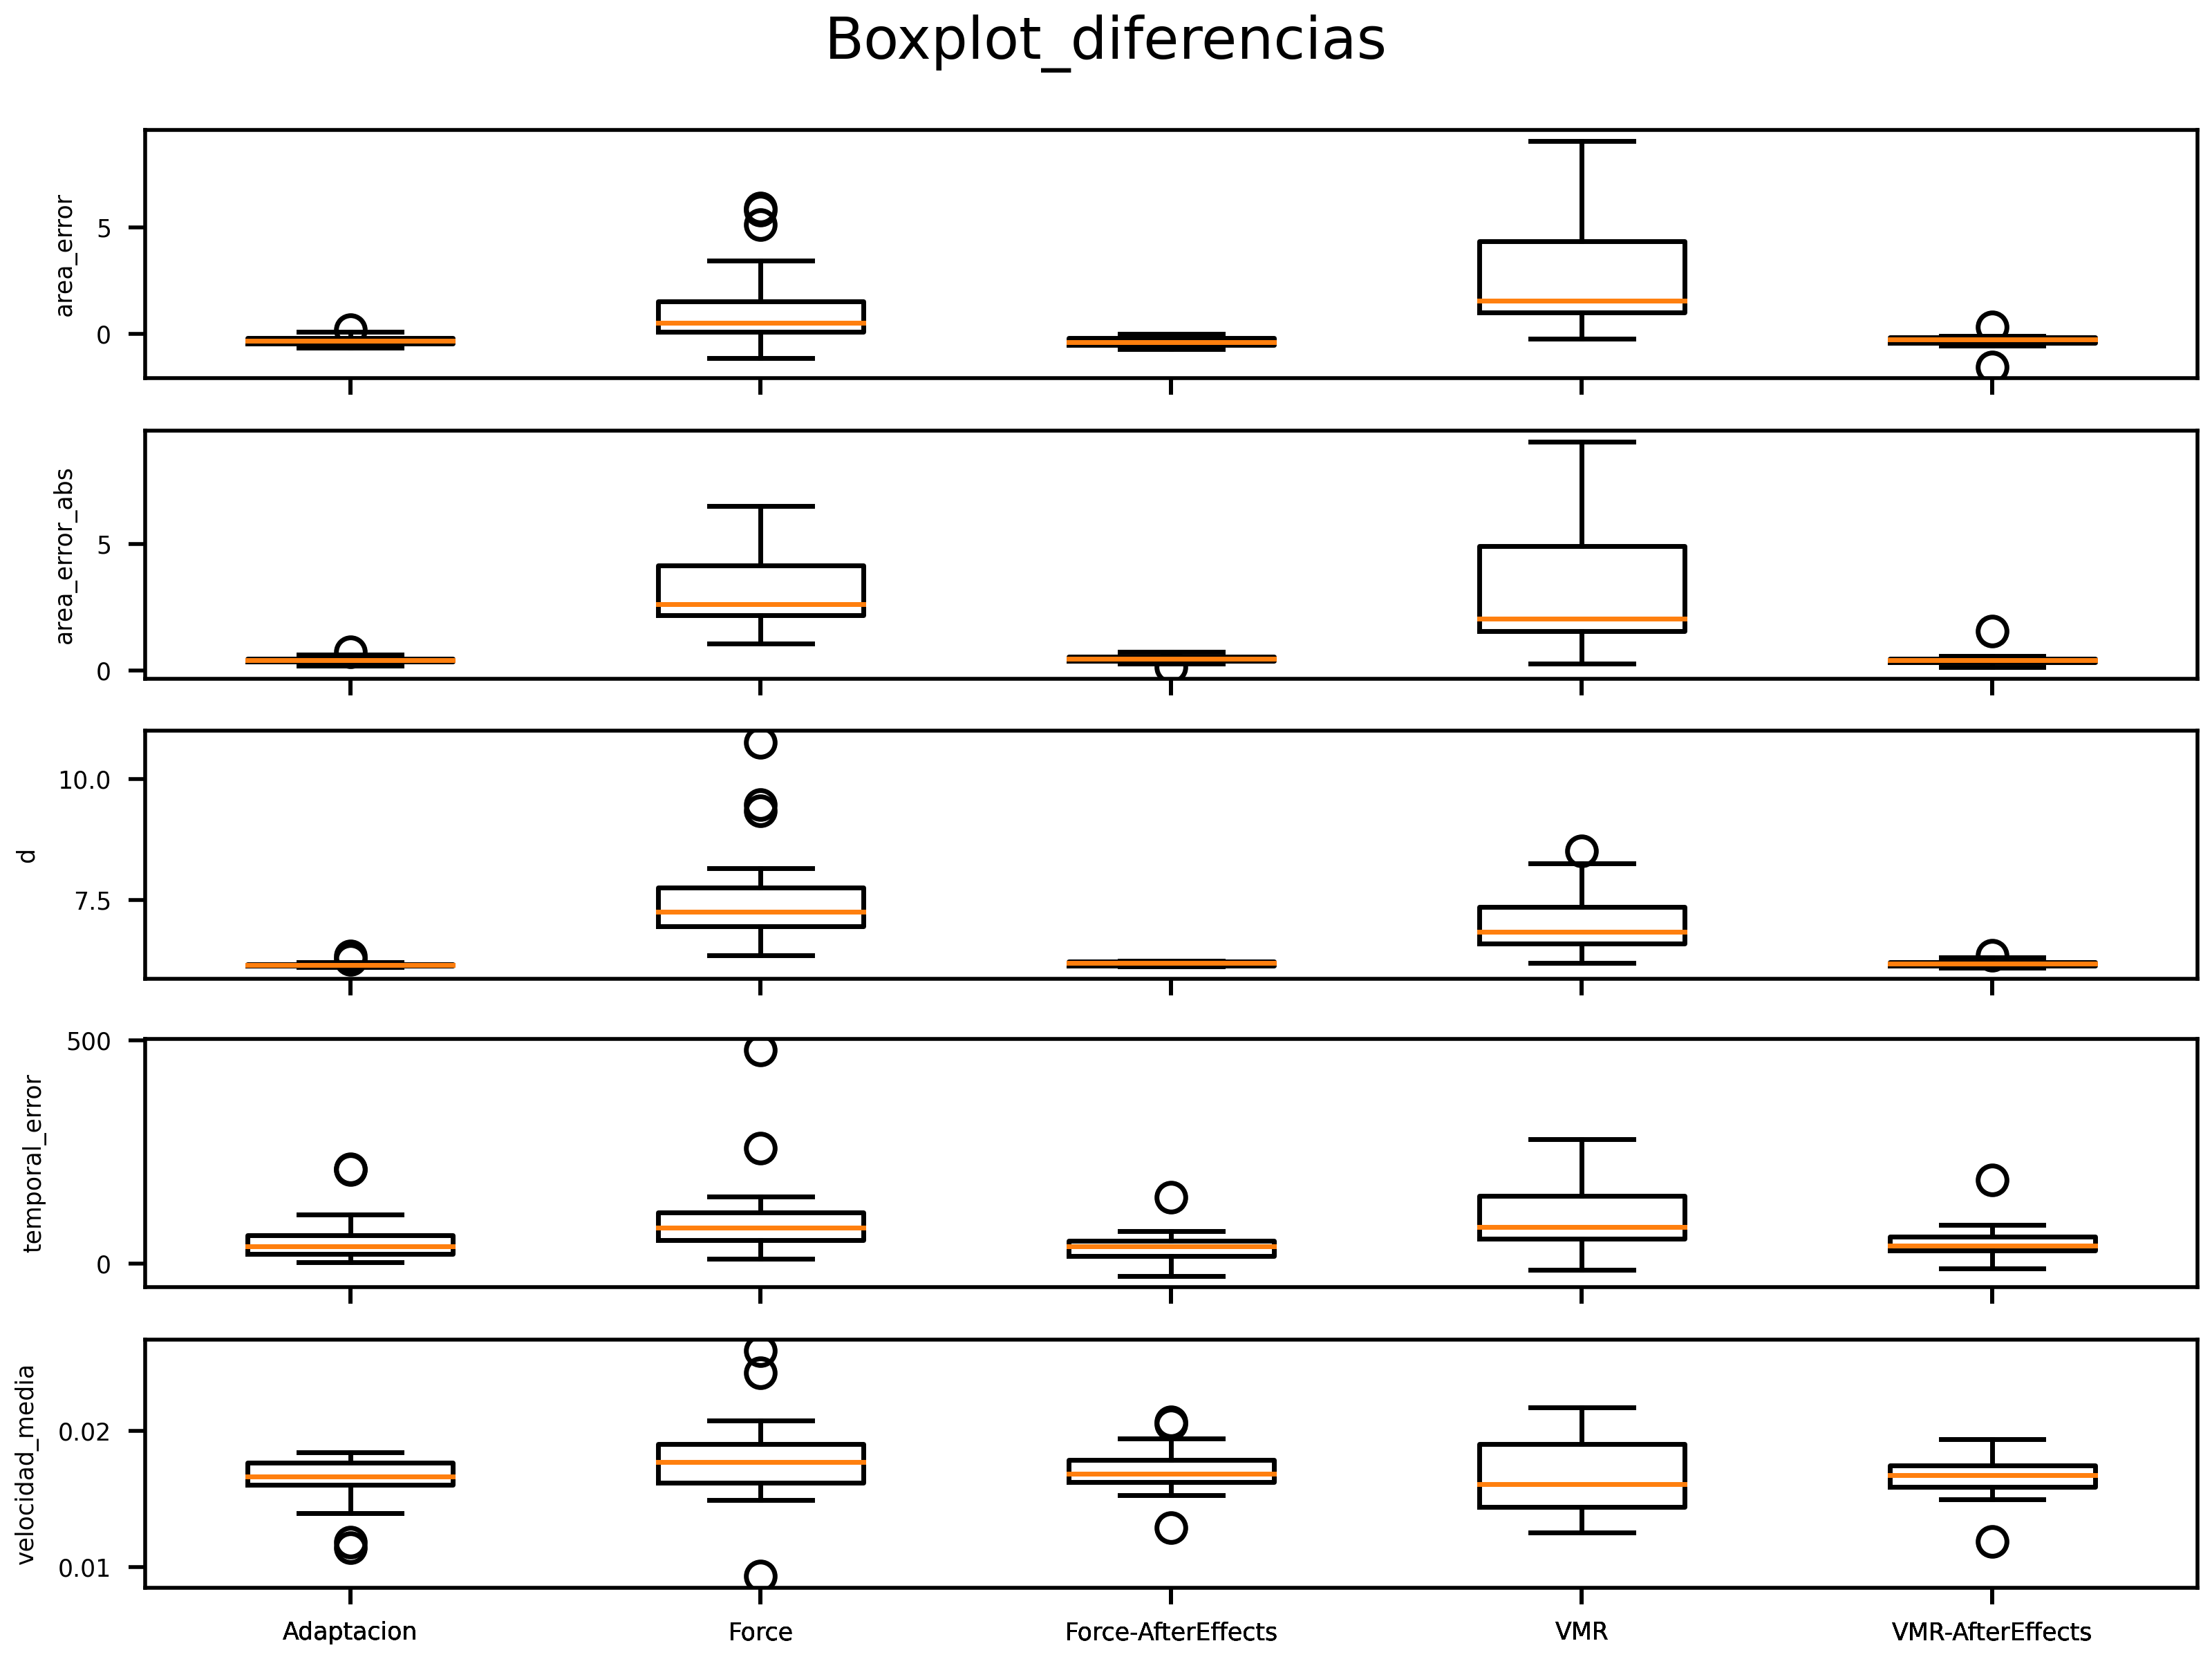 Boxplot_diferencias
area_error
5
0
area_error_abs
5
0
d
10.0
7.5
temporal_error
500
0
velocidad_media
0.02
0.01
Adaptacion Force Force-AfterEffects VMR VMR-AfterEffects